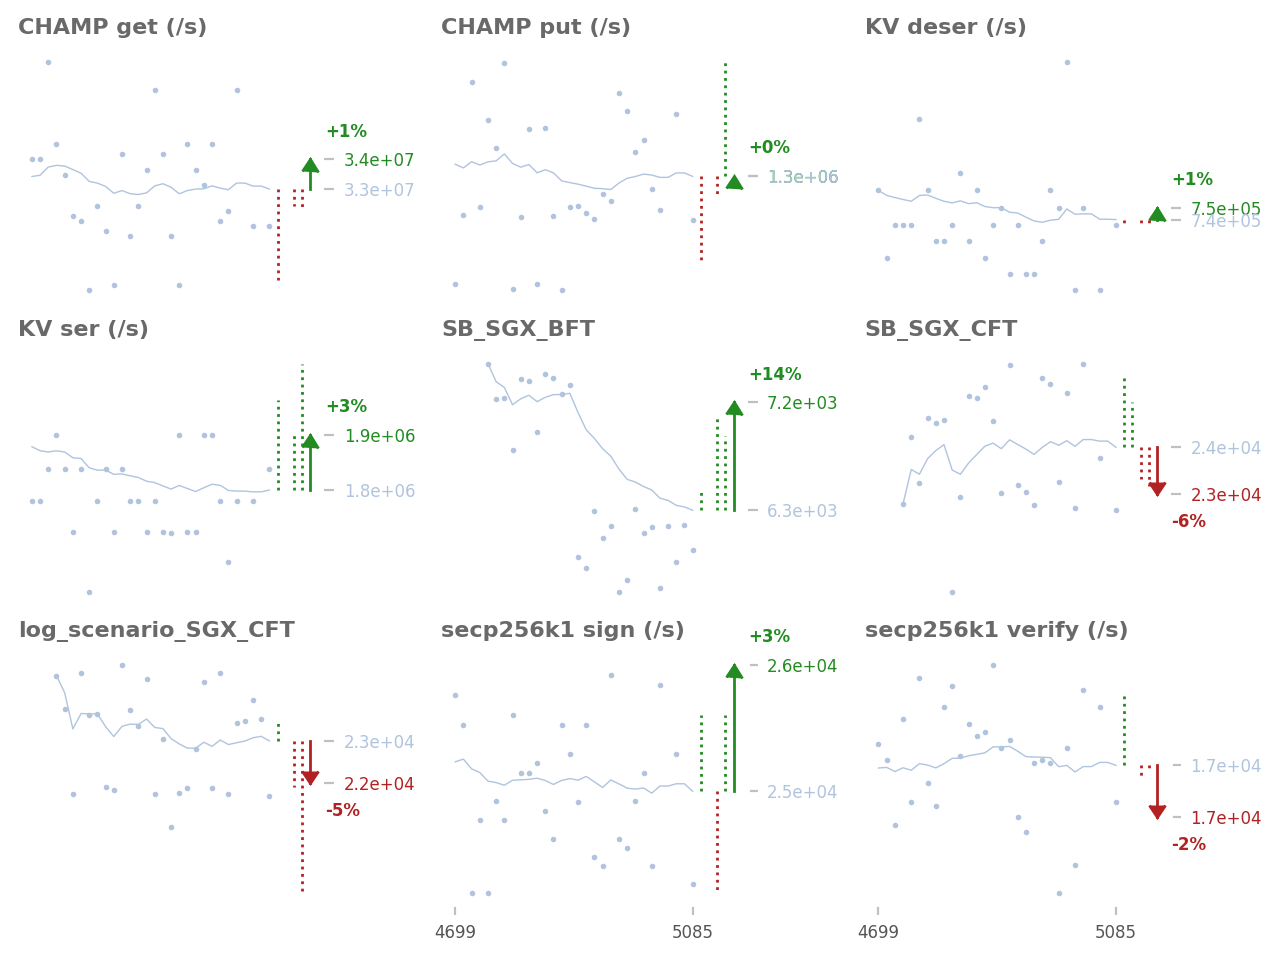 CHAMP get (/s)
+1%
3.4e+07
3.3e+07
CHAMP put (/s)
+0%
1.3e+06
KV deser (/s)
+1%
7.5e+05
7.4e+05
KV ser (/s)
+3%
1.9e+06
1.8e+06
SB_SGX_BFT
+14%
7.2e+03
6.3e+03
SB_SGX_CFT
2.4e+04
2.3e+04
-6%
log_scenario_SGX_CFT
2.3e+04
2.2e+04
-5%
secp256k1 sign (/s)
+3%
2.6e+04
2.5e+04
4699
5085
secp256k1 verify (/s)
1.7e+04
1.7e+04
-2%
4699
5085